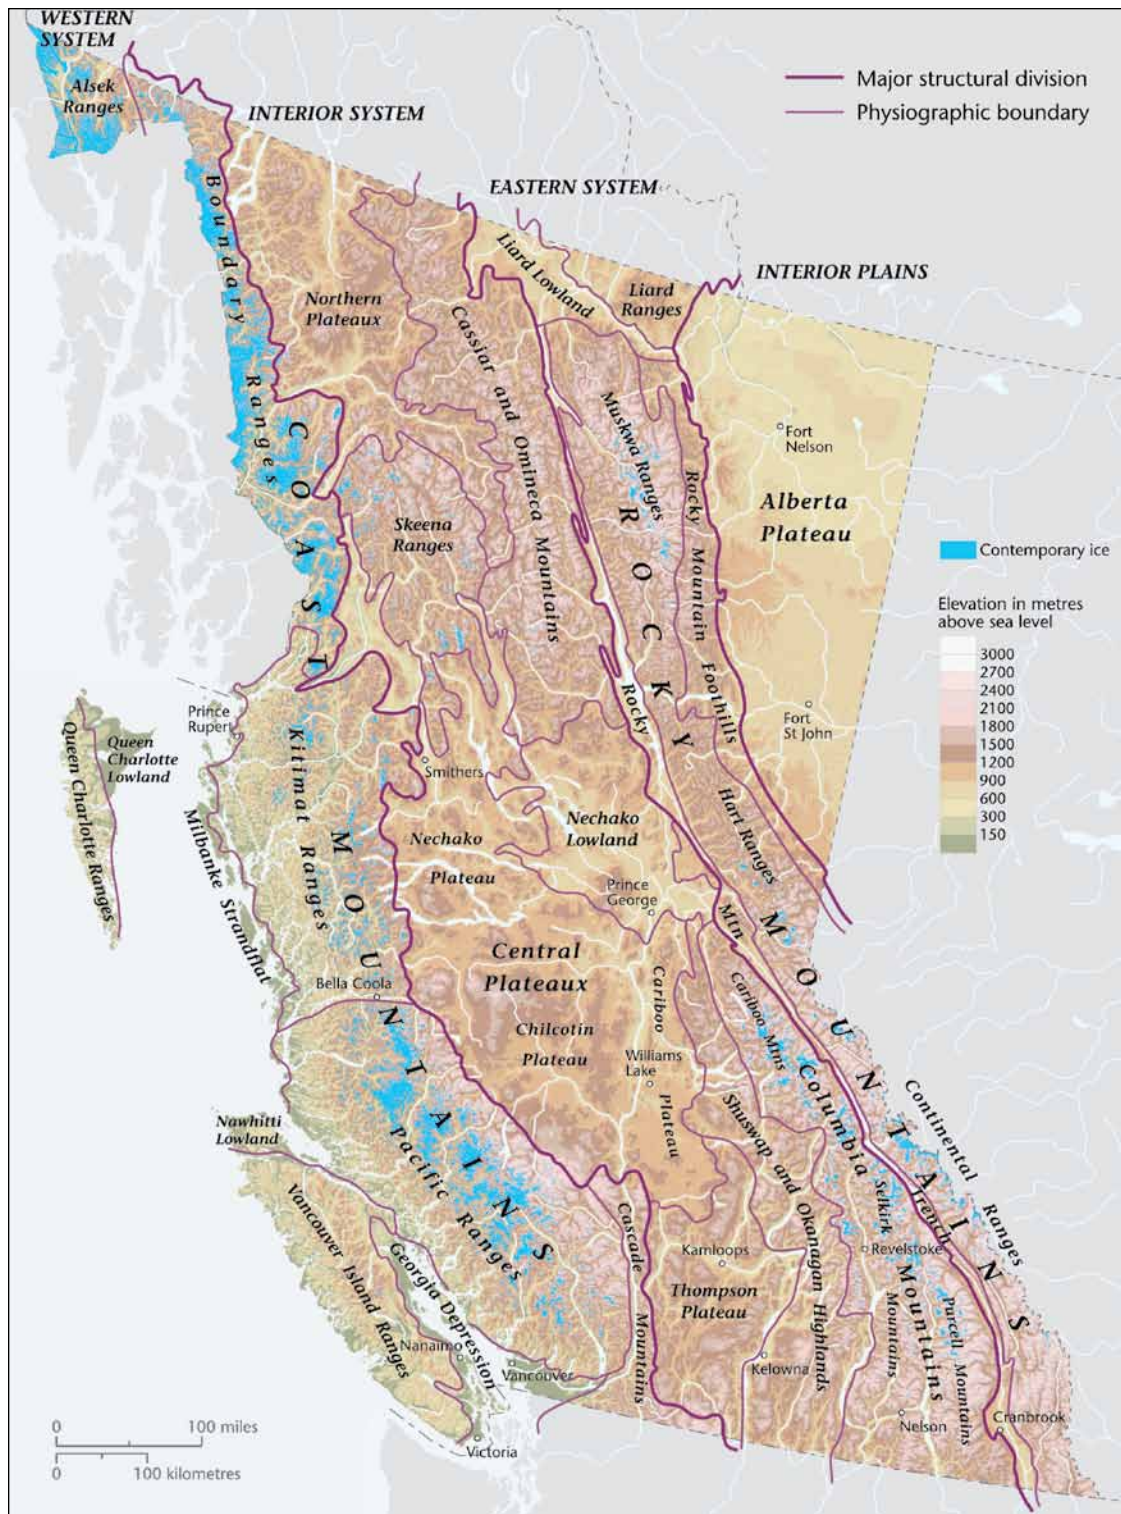 WESTERN
SYSTEM
Alsek
Ranges
INTERIOR SYSTEM
EASTERN SYSTEM
INTERIOR PLAINS
Major structural division
Physiographic boundary
Boundary Ranges
Northern
Plateaux
Liard Lowland
Liard
Ranges
Cassiar and Omineca Mountains
Muskwa Ranges
Fort
Nelson
Alberta
Plateau
Rocky Mountain Foothills
COAST MOUNTAINS
ROCKY MOUNTAINS
Skeena
Ranges
Contemporary ice
Elevation in metres
above sea level
3000
2700
2400
2100
1800
1500
1200
900
600
300
150
Prince
Rupert
Queen
Charlotte
Lowland
Queen Charlotte Ranges
Kitimat Ranges
Milbanke Strandflat
Smithers
Fort
St John
Rocky Mtn Trench
Hart Ranges
Nechako
Plateau
Nechako
Lowland
Prince
George
Central
Plateaux
Bella Coola
Chilcotin
Plateau
Cariboo Plateau
Williams
Lake
Cariboo Mtns
Columbia Mountains
Continental Ranges
Nawhitti
Lowland
Pacific Ranges
Shuswap and Okanagan Highlands
Selkirk Mountains
Vancouver Island Ranges
Georgia Depression
Cascade Mountains
Kamloops
Revelstoke
Thompson
Plateau
Purcell Mountains
Nanaimo
Vancouver
Kelowna
Nelson
Cranbrook
Victoria
0 100 miles
0 100 kilometres